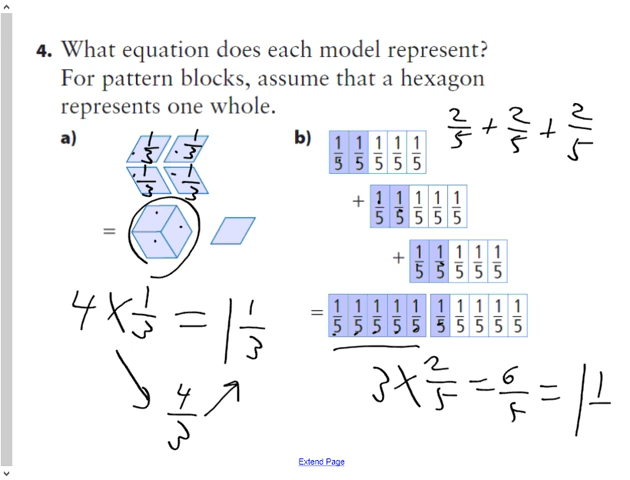 4. What equation does each model represent?
For pattern blocks, assume that a hexagon
represents one whole.
a)
1/3 1/3
1/3 1/3
=
4 × 1/3 = 1 1/3
4/3
b)
2/5 + 2/5 + 2/5
1/5 1/5 1/5 1/5 1/5
+ 1/5 1/5 1/5 1/5 1/5
+ 1/5 1/5 1/5 1/5 1/5
= 1/5 1/5 1/5 1/5 1/5 1/5 1/5 1/5 1/5 1/5
3 × 2/5 = 6/5 = 1 1/
Extend Page